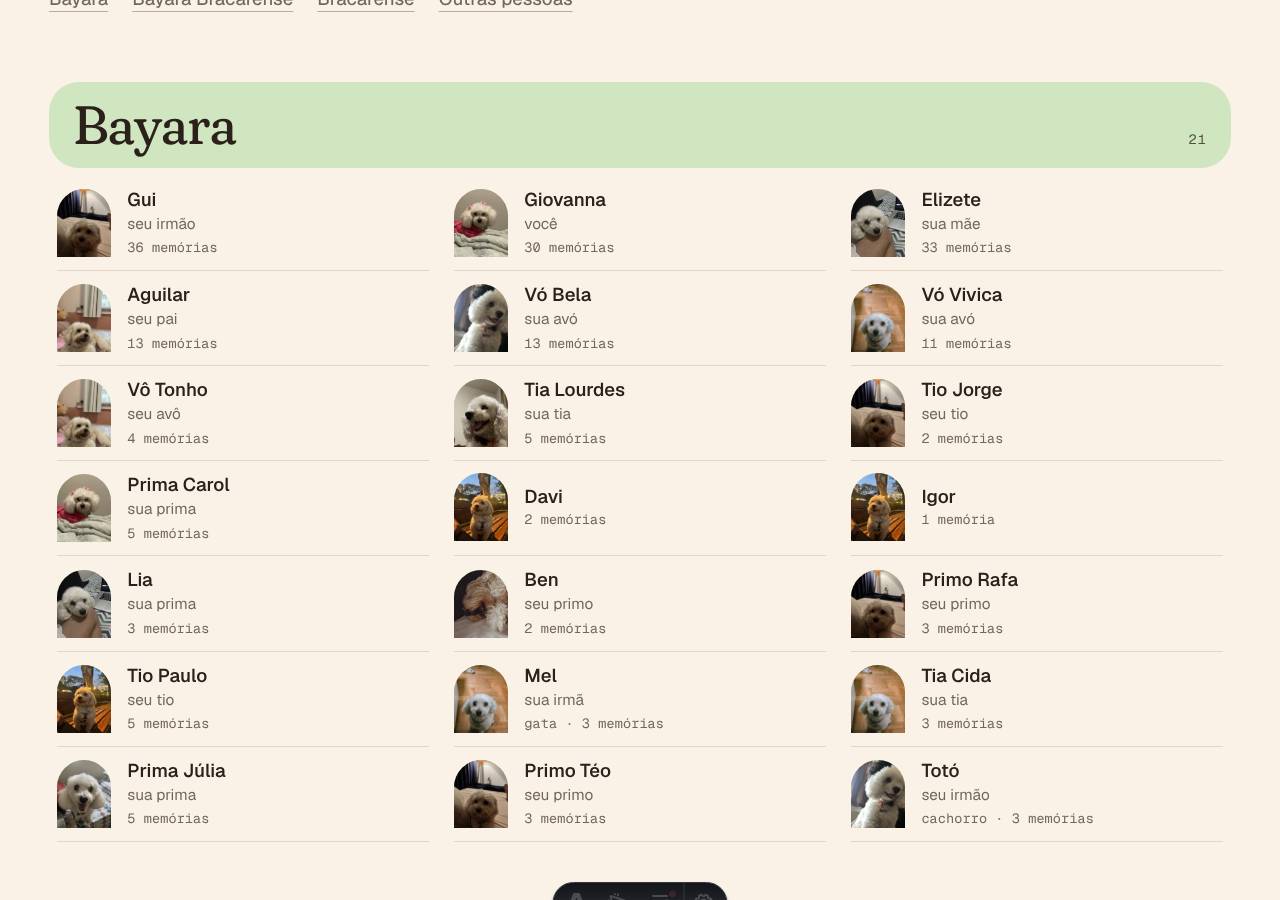 Bayara Bayara Bracarense Bracarense Outras pessoas
Bayara
21
Gui
seu irmão
36 memórias
Giovanna
você
30 memórias
Elizete
sua mãe
33 memórias
Aguilar
seu pai
13 memórias
Vó Bela
sua avó
13 memórias
Vó Vivica
sua avó
11 memórias
Vô Tonho
seu avô
4 memórias
Tia Lourdes
sua tia
5 memórias
Tio Jorge
seu tio
2 memórias
Prima Carol
sua prima
5 memórias
Davi
2 memórias
Igor
1 memória
Lia
sua prima
3 memórias
Ben
seu primo
2 memórias
Primo Rafa
seu primo
3 memórias
Tio Paulo
seu tio
5 memórias
Mel
sua irmã
gata · 3 memórias
Tia Cida
sua tia
3 memórias
Prima Júlia
sua prima
5 memórias
Primo Téo
seu primo
3 memórias
Totó
seu irmão
cachorro · 3 memórias